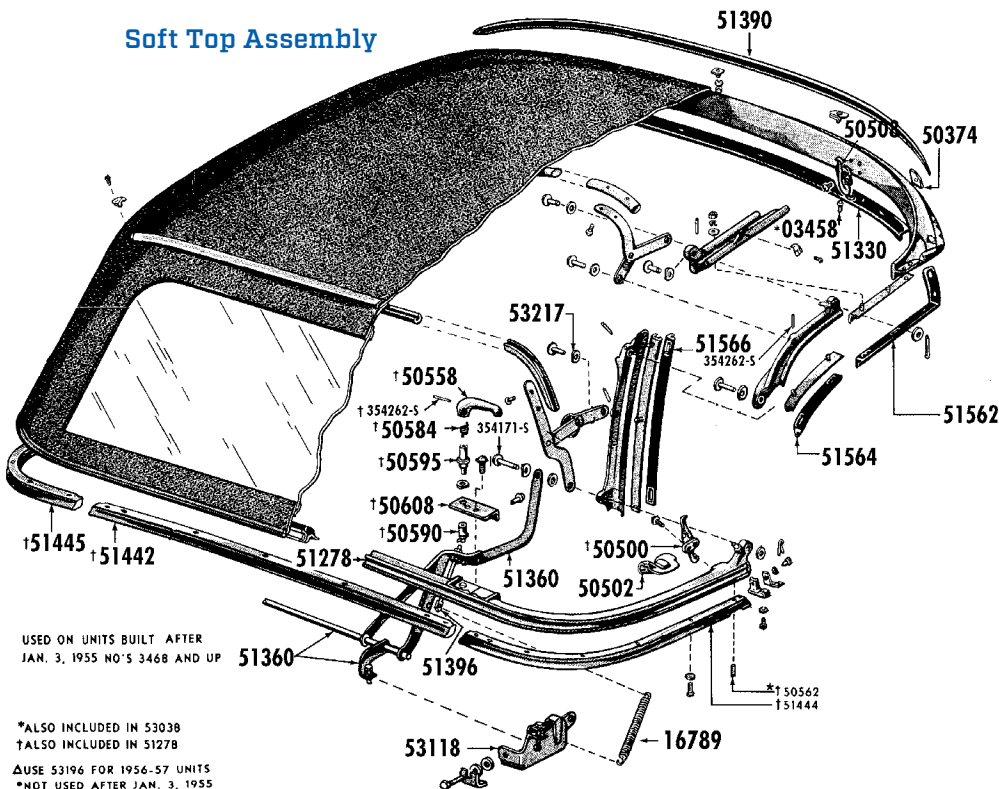 Soft Top Assembly
51390
50508
50374
*03458
51330
53217
51566
354262-S
†50558
† 354262-S
†50584
354171-S
51562
†50595
51564
†50608
†51445
†51442
†50590
†50500
51278
51360
50502
USED ON UNITS BUILT AFTER
JAN. 3, 1955 NO'S 3468 AND UP
51360
51396
*†50562
†51444
*ALSO INCLUDED IN 53038
†ALSO INCLUDED IN 51278
53118
16789
∆USE 53196 FOR 1956-57 UNITS
•NOT USED AFTER JAN. 3, 1955